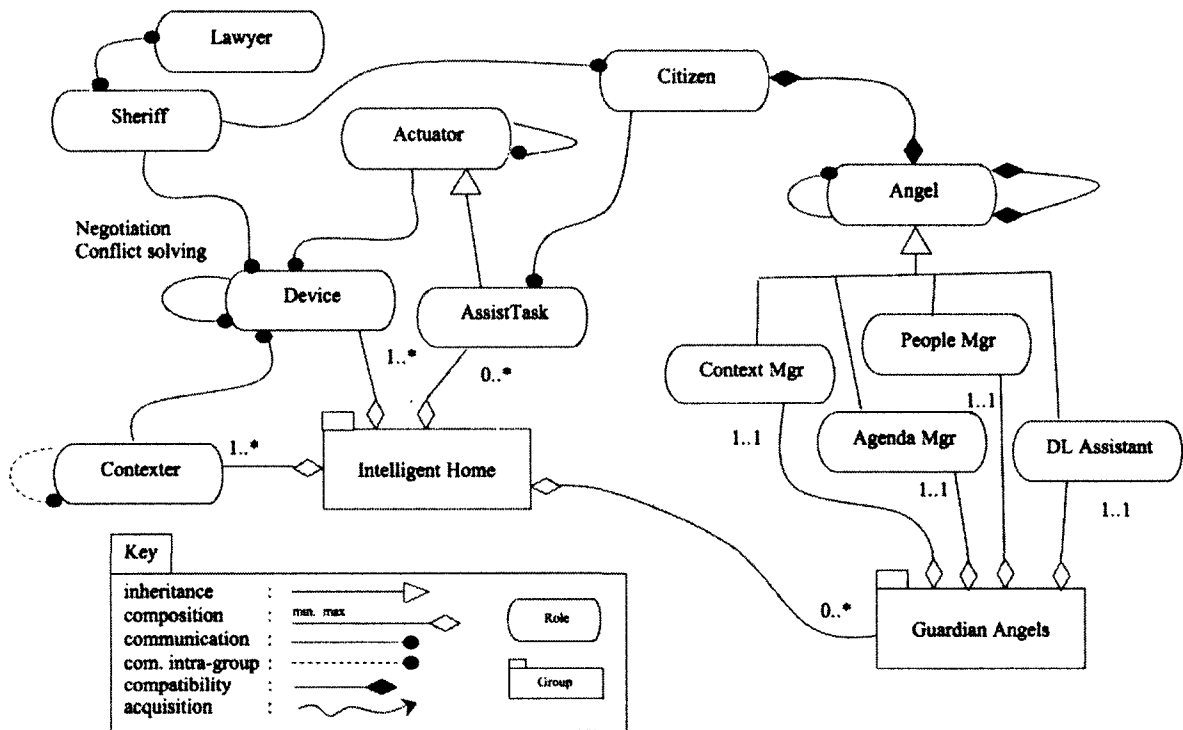 Lawyer
Citizen
Sheriff
Actuator
Angel
Negotiation
Conflict solving
Device
AssistTask
People Mgr
Context Mgr
1..*
0..*
1..1
1..1
Agenda Mgr
DL Assistant
1..*
Contexter
Intelligent Home
1..1
1..1
Key
inheritance :
composition : min. max
communication :
com. intra-group :
compatibility :
acquisition :
Role
Group
0..*
Guardian Angels